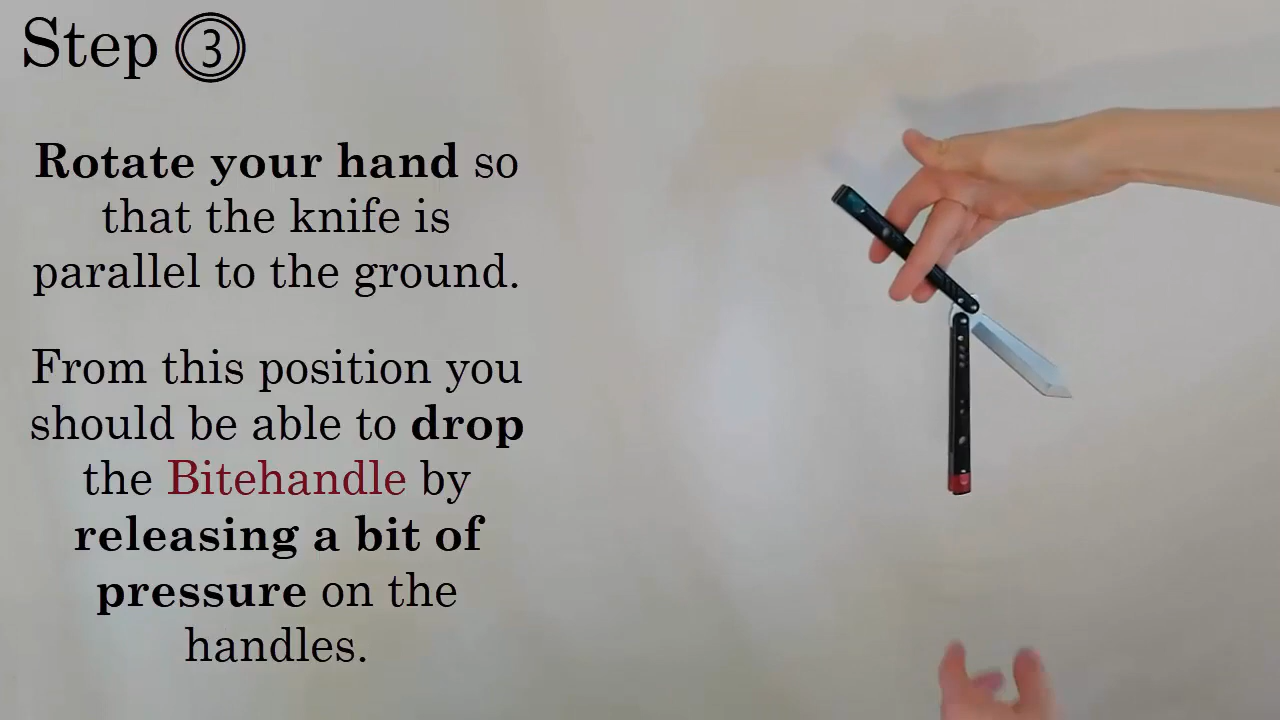 Step ③
Rotate your hand so
that the knife is
parallel to the ground.
From this position you
should be able to drop
the Bitehandle by
releasing a bit of
pressure on the
handles.